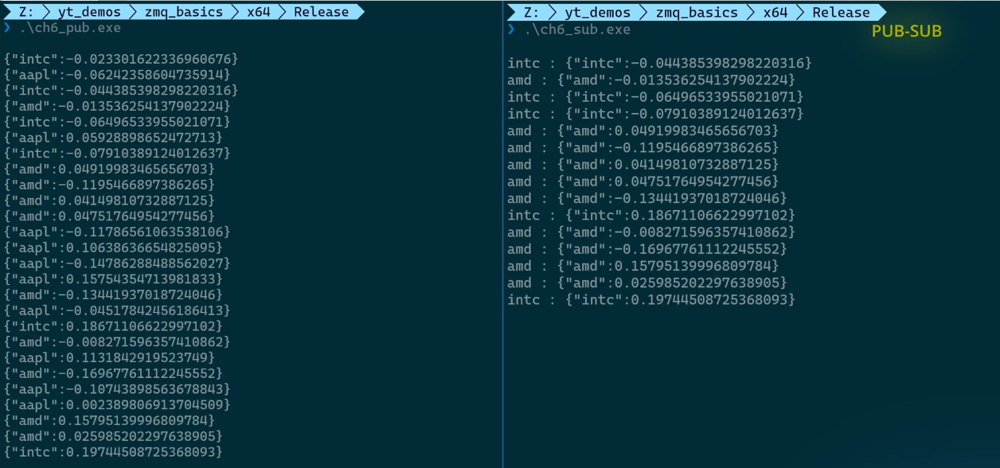 Z: yt_demos zmq_basics x64 Release
❯ .\ch6_pub.exe
{"intc":-0.023301622336960676}
{"aapl":-0.06242358604735914}
{"intc":-0.044385398298220316}
{"amd":-0.013536254137902224}
{"intc":-0.06496533955021071}
{"aapl":0.05928898652472713}
{"intc":-0.07910389124012637}
{"amd":0.04919983465656703}
{"amd":-0.1195466897386265}
{"amd":0.04149810732887125}
{"amd":0.04751764954277456}
{"aapl":-0.11786561063538106}
{"aapl":0.10638636654825095}
{"aapl":-0.14786288488562027}
{"aapl":0.15754354713981833}
{"amd":-0.13441937018724046}
{"aapl":-0.045178424561864​13}
{"intc":0.18671106622997102}
{"amd":-0.008271596357410862}
{"aapl":0.1131842919523749}
{"amd":-0.16967761112245552}
{"aapl":-0.10743898563678843}
{"aapl":0.002389806913704509}
{"amd":0.15795139996809784}
{"amd":0.025985202297638905}
{"intc":0.19744508725368093}
Z: yt_demos zmq_basics x64 Release
❯ .\ch6_sub.exe
PUB-SUB
intc : {"intc":-0.044385398298220316}
amd : {"amd":-0.013536254137902224}
intc : {"intc":-0.06496533955021071}
intc : {"intc":-0.07910389124012637}
amd : {"amd":0.04919983465656703}
amd : {"amd":-0.1195466897386265}
amd : {"amd":0.04149810732887125}
amd : {"amd":0.04751764954277456}
amd : {"amd":-0.13441937018724046}
intc : {"intc":0.18671106622997102}
amd : {"amd":-0.008271596357410862}
amd : {"amd":-0.16967761112245552}
amd : {"amd":0.15795139996809784}
amd : {"amd":0.025985202297638905}
intc : {"intc":0.19744508725368093}